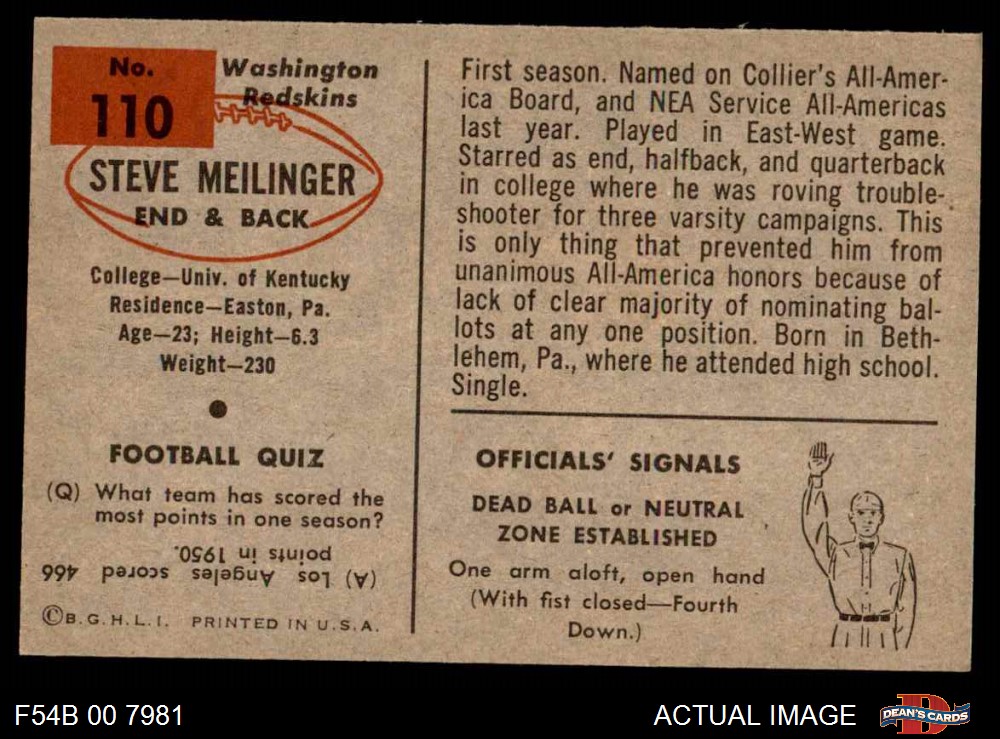 No.
110
Washington
Redskins
STEVE MEILINGER
END & BACK
College—Univ. of Kentucky
Residence—Easton, Pa.
Age—23; Height—6.3
Weight—230
FOOTBALL QUIZ
(Q) What team has scored the
most points in one season?
(A) Los Angeles scored 466
points in 1950.
©B.G.H.L.I. PRINTED IN U.S.A.
First season. Named on Collier's All-Amer-
ica Board, and NEA Service All-Americas
last year. Played in East-West game.
Starred as end, halfback, and quarterback
in college where he was roving trouble-
shooter for three varsity campaigns. This
is only thing that prevented him from
unanimous All-America honors because of
lack of clear majority of nominating bal-
lots at any one position. Born in Beth-
lehem, Pa., where he attended high school.
Single.
OFFICIALS' SIGNALS
DEAD BALL or NEUTRAL
ZONE ESTABLISHED
One arm aloft, open hand
(With fist closed—Fourth
Down.)
F54B 00 7981
ACTUAL IMAGE
D
DEAN'S CARDS